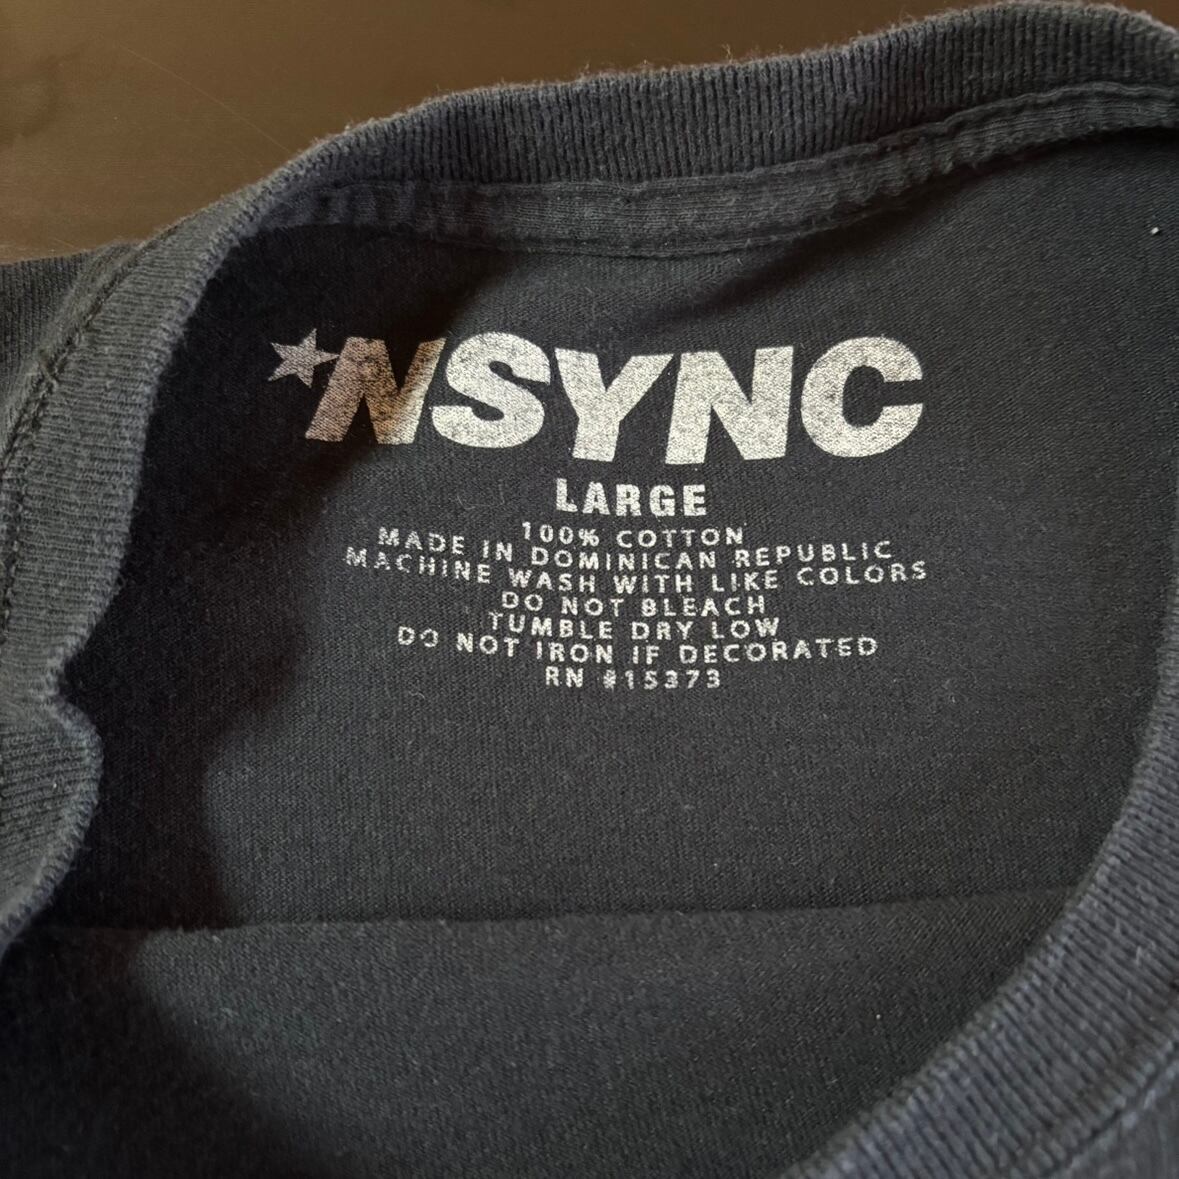 *NSYNC
LARGE
100% COTTON
MADE IN DOMINICAN REPUBLIC
MACHINE WASH WITH LIKE COLORS
DO NOT BLEACH
TUMBLE DRY LOW
DO NOT IRON IF DECORATED
RN #15373